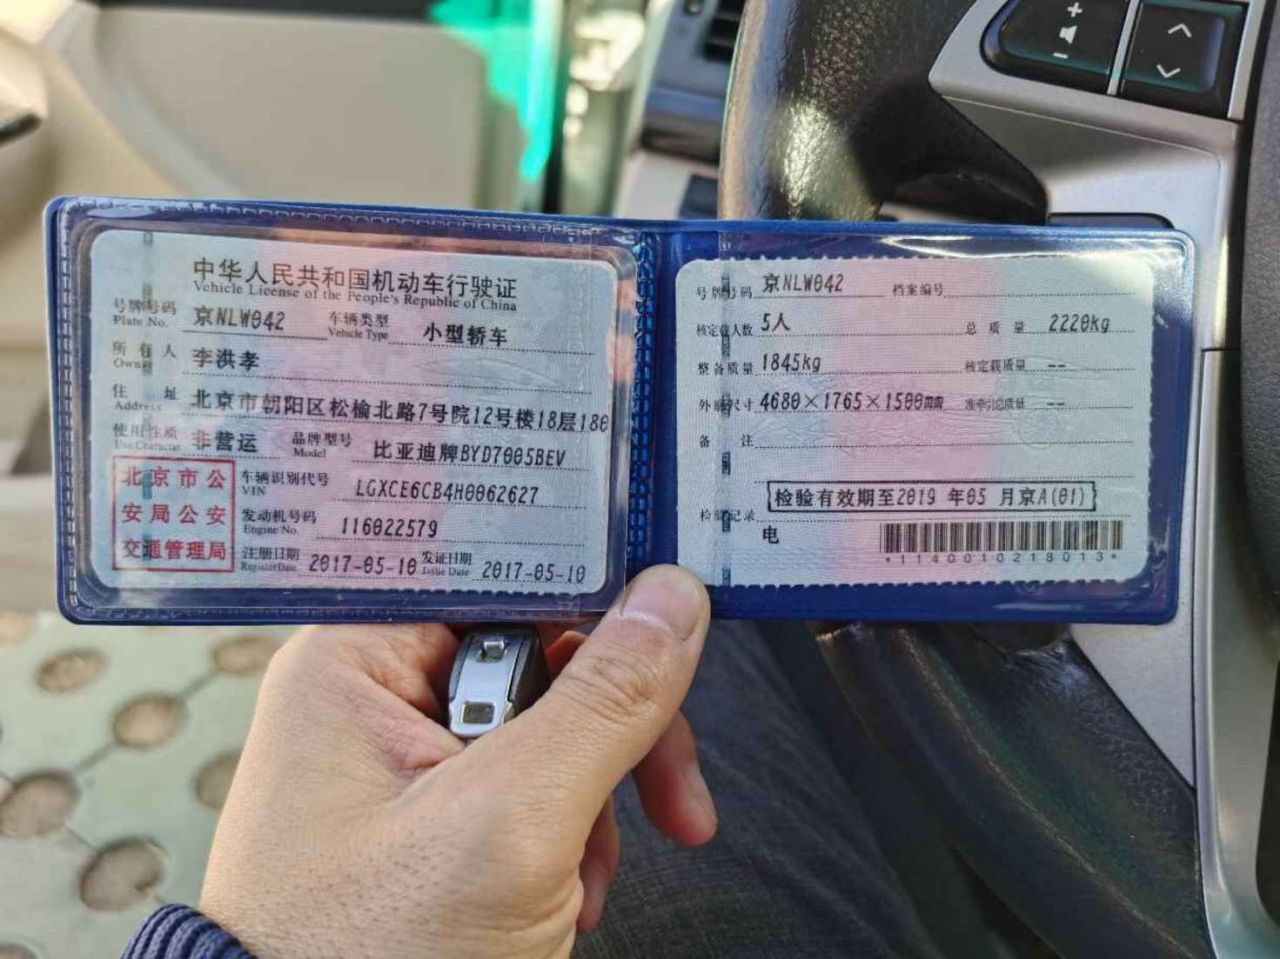 中华人民共和国机动车行驶证
Vehicle License of the People's Republic of China
号牌号码 京NLW042 车辆类型 小型轿车
Plate No. Vehicle Type
所有人 李洪孝
Owner
住址 北京市朝阳区松榆北路7号院12号楼18层180
Address
使用性质 非营运 品牌型号 比亚迪牌BYD7005BEV
Use Character Model
北京市公
安局公安
交通管理局
车辆识别代号 LGXCE6CB4H0062627
VIN
发动机号码 116022579
Engine No.
注册日期 2017-05-10 发证日期 2017-05-10
Register Date Issue Date
号牌号码 京NLW042 档案编号
核定载人数 5人 总质量 2220kg
整备质量 1845kg 核定载质量 --
外廓尺寸 4680×1765×1500mm 准牵引总质量 --
备注
检验有效期至2019 年05 月京A(01)
检验记录
电
*1140010218013*